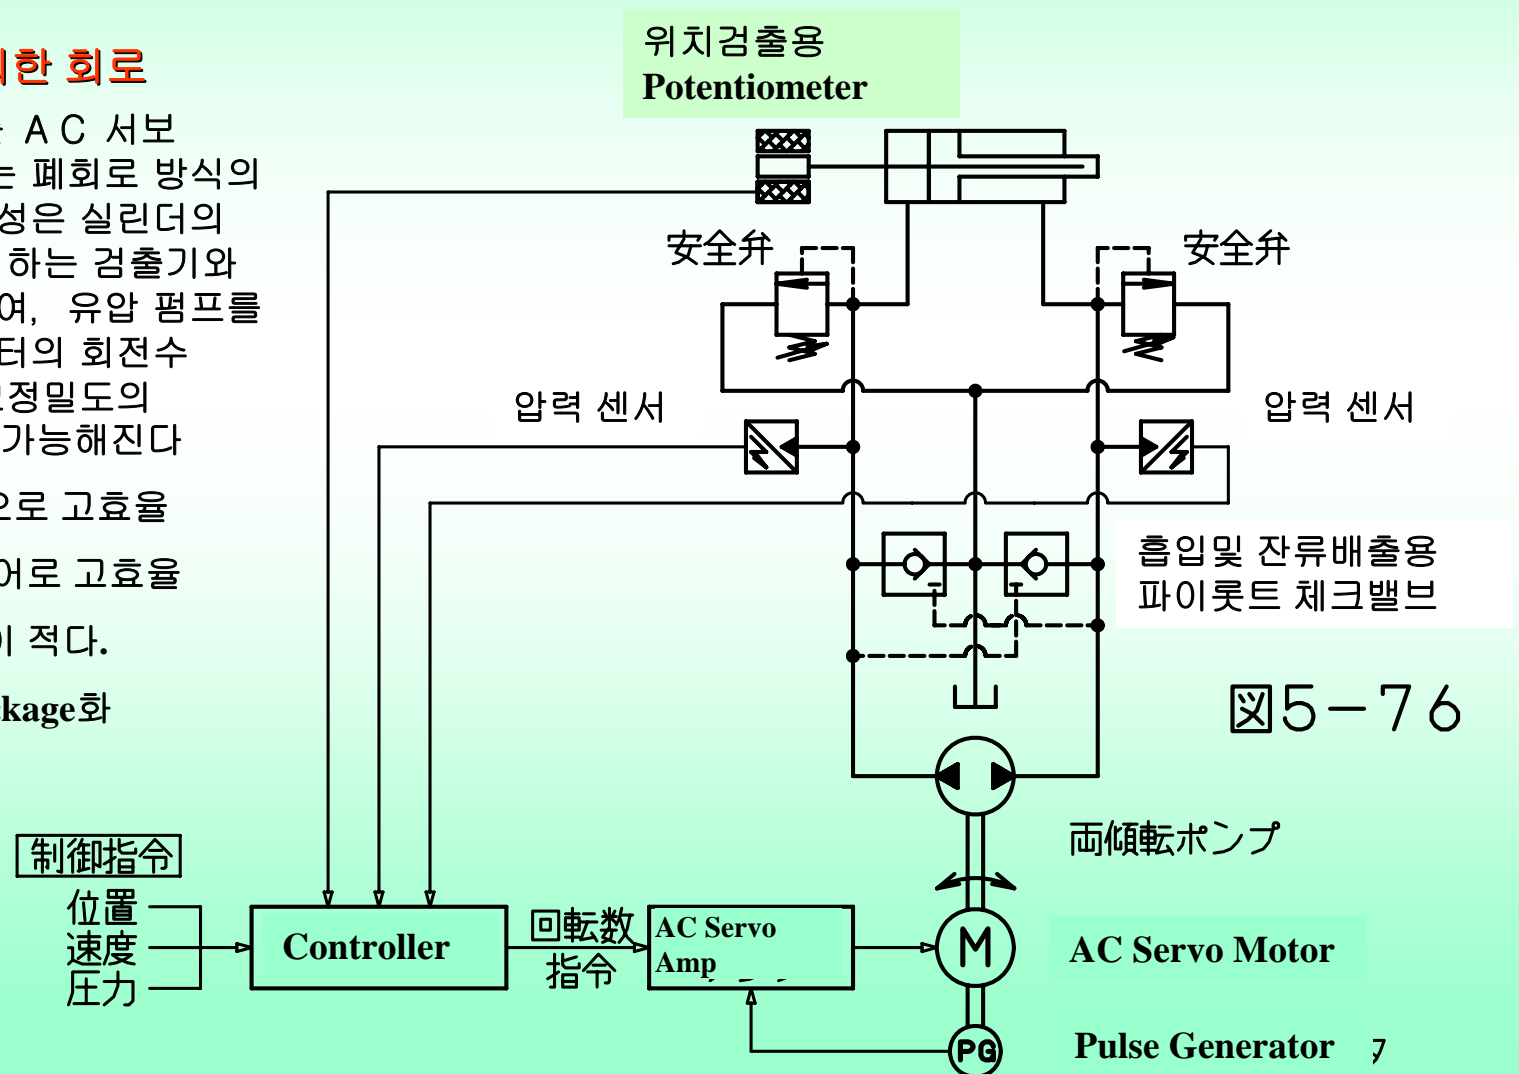 한 회로
A C 서보
는 폐회로 방식의
성은 실린더의
하는 검출기와
여, 유압 펌프를
터의 회전수
정밀도의
가능해진다
으로 고효율
어로 고효율
적다.
ckage화
위치검출용
Potentiometer
安全弁
安全弁
압력 센서
압력 센서
흡입및 잔류배출용
파이롯트 체크밸브
図5-76
両傾転ポンプ
制御指令
位置
速度
圧力
Controller
回転数
指令
AC Servo
Amp
M
AC Servo Motor
PG
Pulse Generator